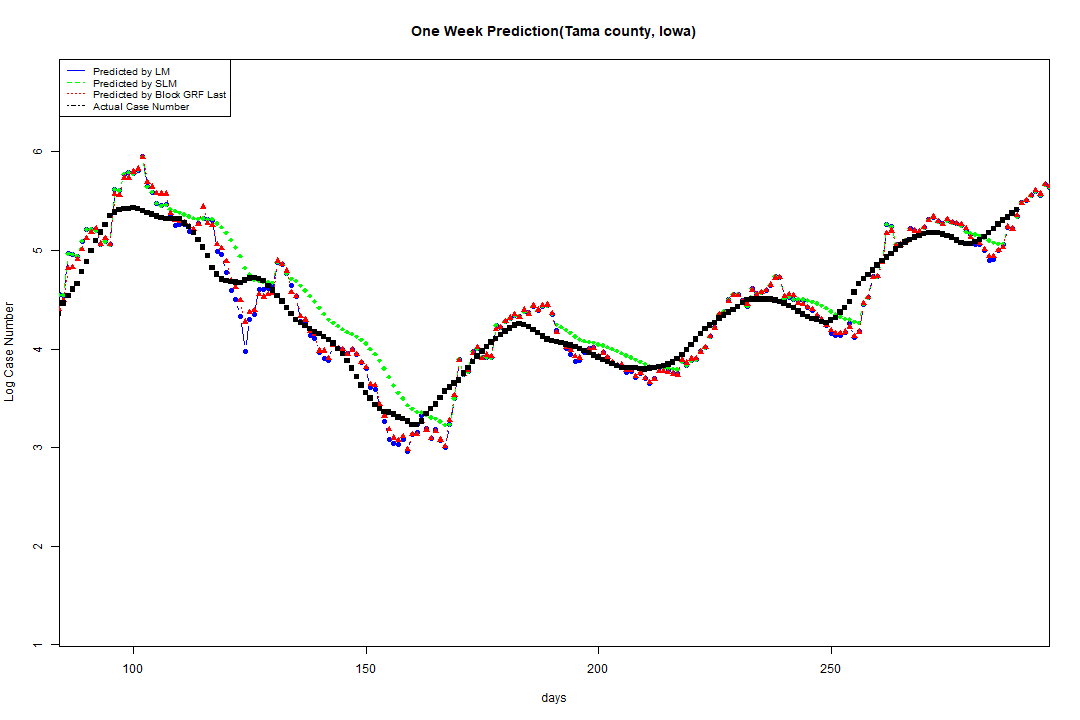 One Week Prediction(Tama county, Iowa)
Predicted by LM
Predicted by SLM
Predicted by Block GRF Last
Actual Case Number
6
5
4
3
2
1
Log Case Number
100 150 200 250
days